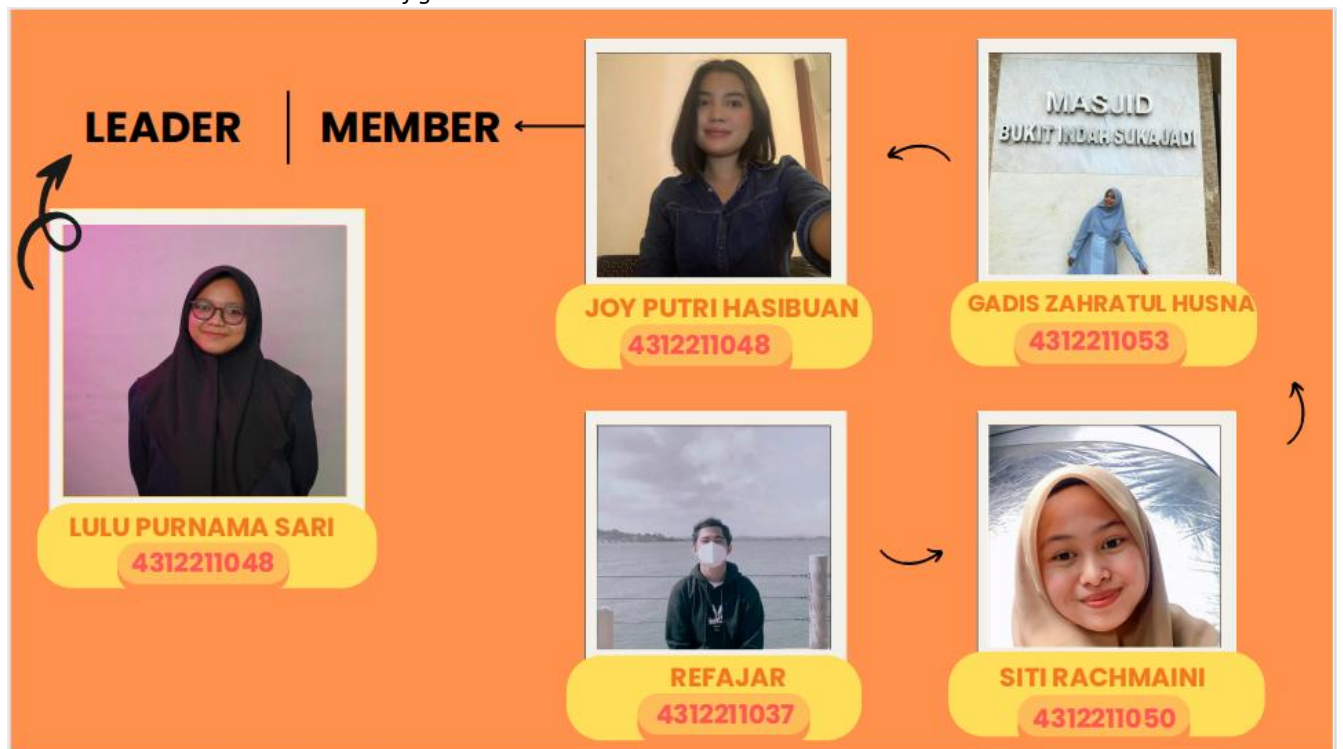 LEADER
MEMBER
MASJID
BUKIT INDAH SUKAJADI
JOY PUTRI HASIBUAN
4312211048
GADIS ZAHRATUL HUSNA
4312211053
LULU PURNAMA SARI
4312211048
REFAJAR
4312211037
SITI RACHMAINI
4312211050